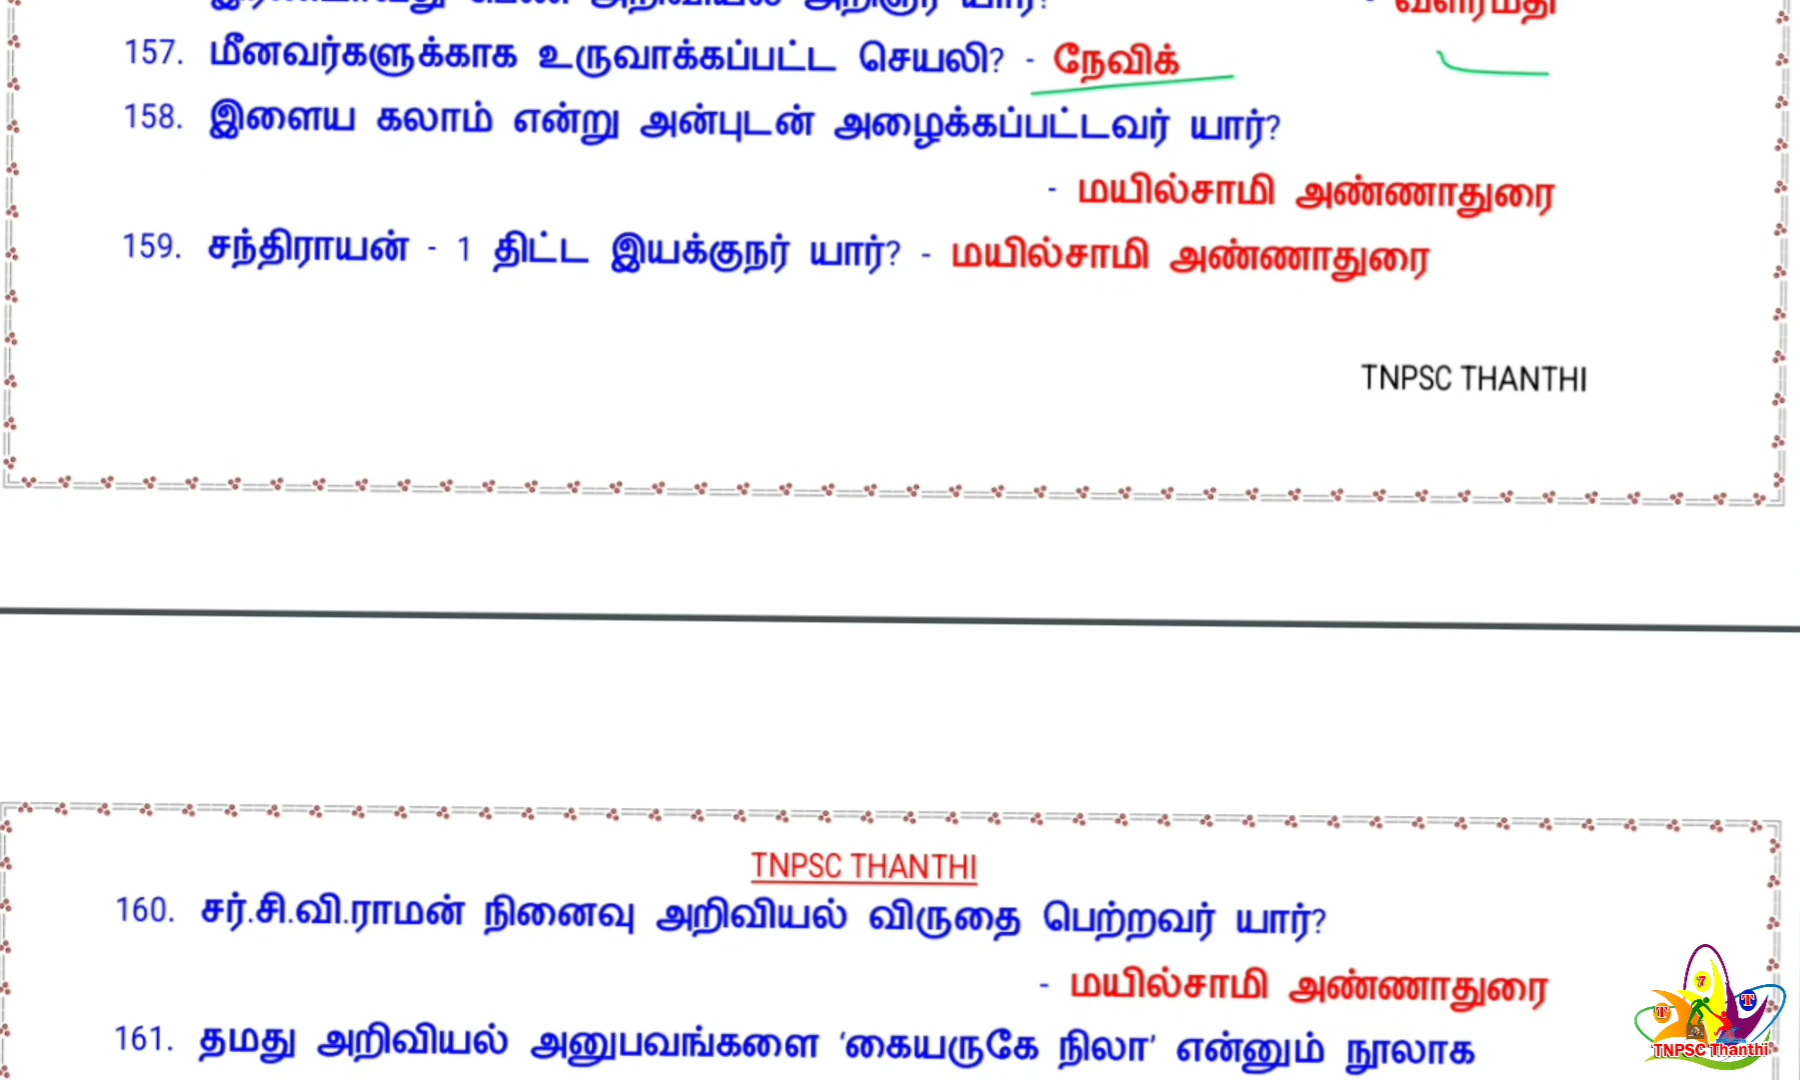 157. மீனவர்களுக்காக உருவாக்கப்பட்ட செயலி? - நேவிக்
158. இளைய கலாம் என்று அன்புடன் அழைக்கப்பட்டவர் யார்?
- மயில்சாமி அண்ணாதுரை
159. சந்திராயன் - 1 திட்ட இயக்குநர் யார்? - மயில்சாமி அண்ணாதுரை
TNPSC THANTHI
TNPSC THANTHI
160. சர்.சி.வி.ராமன் நினைவு அறிவியல் விருதை பெற்றவர் யார்?
- மயில்சாமி அண்ணாதுரை
161. தமது அறிவியல் அனுபவங்களை ‘கையருகே நிலா’ என்னும் நூலாக
7
T T
TNPSC Thanthi